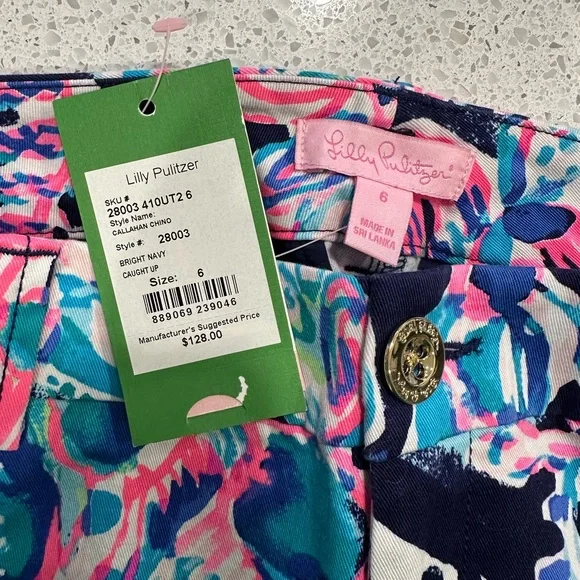 Lilly Pulitzer
SKU #
28003 410UT2 6
Style Name:
CALLAHAN CHINO
Style #: 28003
BRIGHT NAVY
CAUGHT UP
Size: 6
889069 239046
Manufacturer's Suggested Price
$128.00
Lilly Pulitzer
6
MADE IN
SRI LANKA